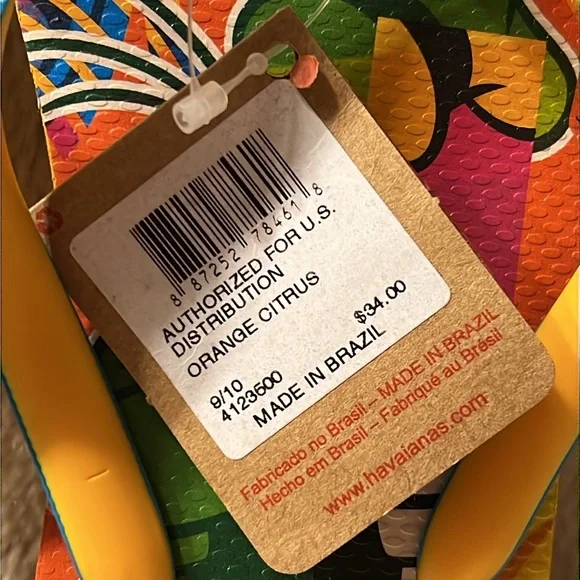 8 87252 78461 8
AUTHORIZED FOR U.S.
DISTRIBUTION
ORANGE CITRUS
$34.00
9/10
4123500
MADE IN BRAZIL
Fabricado no Brasil – MADE IN BRAZIL
Hecho em Brasil – Fabriqué au Brésil
www.havaianas.com